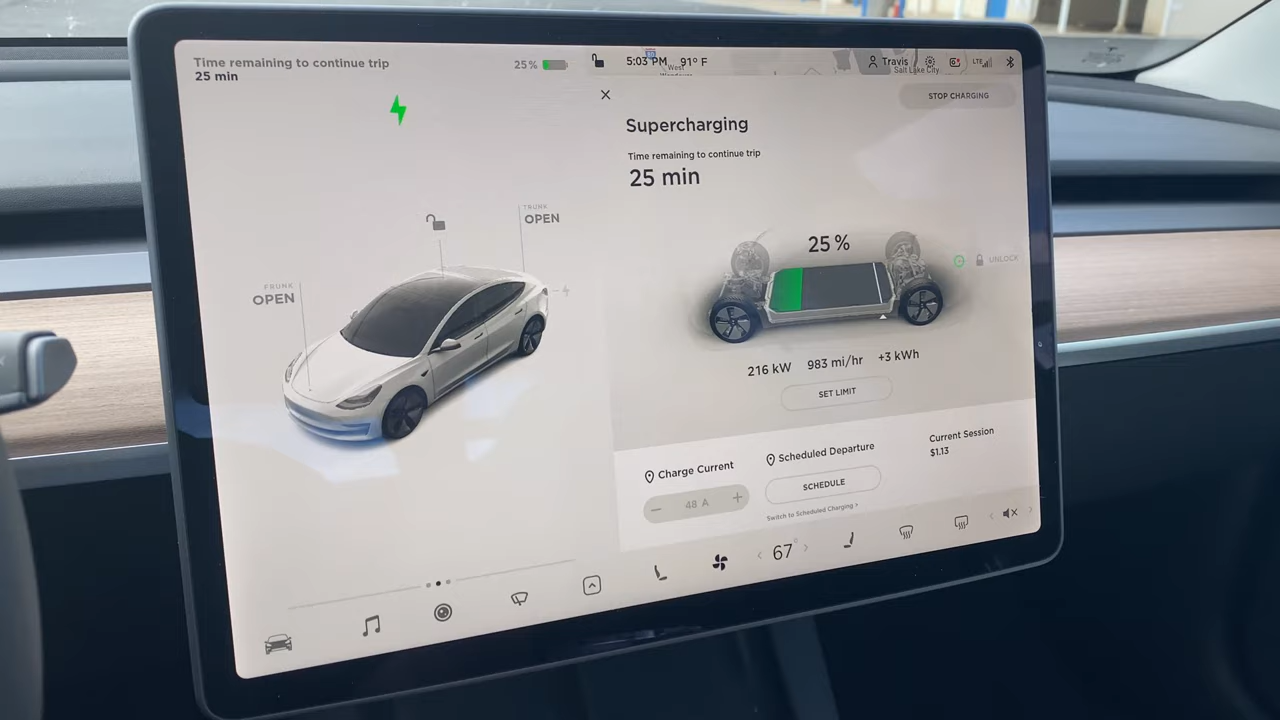 Time remaining to continue trip
25 min
25 %
5:03 PM
91° F
Travis
LTE
Salt Lake City
West
STOP CHARGING
Supercharging
Time remaining to continue trip
25 min
TRUNK
OPEN
FRUNK
OPEN
25 %
UNLOCK
216 kW 983 mi/hr +3 kWh
SET LIMIT
Charge Current
48 A
Scheduled Departure
SCHEDULE
Switch to Scheduled Charging >
Current Session
$1.13
67°